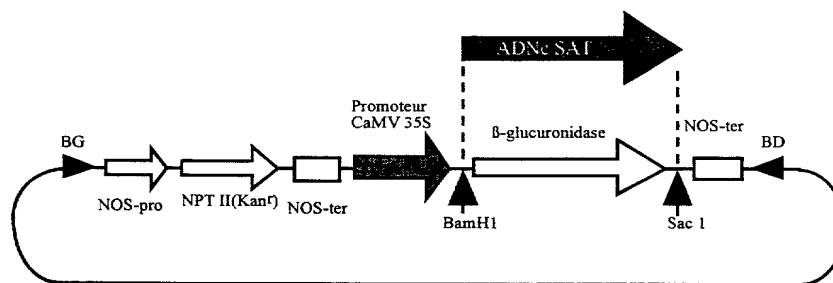 ADNc SAT
Promoteur
CaMV 35S
ß-glucuronidase
NOS-ter
BG
BD
NOS-pro
NPT II(Kanr)
NOS-ter
BamH1
Sac 1